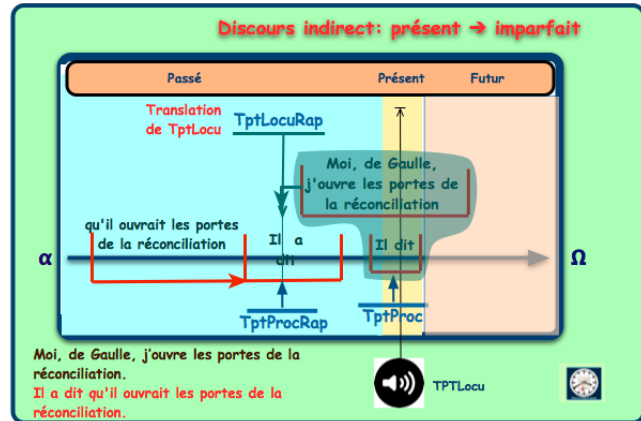 Discours indirect: présent → imparfait
Passé
Présent
Futur
Translation
de TptLocu
TptLocuRap
Moi, de Gaulle,
j'ouvre les portes de
la réconciliation
qu'il ouvrait les portes
de la réconciliation
Il a
dit
Il dit
α
Ω
TptProcRap
TptProc
Moi, de Gaulle, j'ouvre les portes de la
réconciliation.
Il a dit qu'il ouvrait les portes de la
réconciliation.
TPTLocu